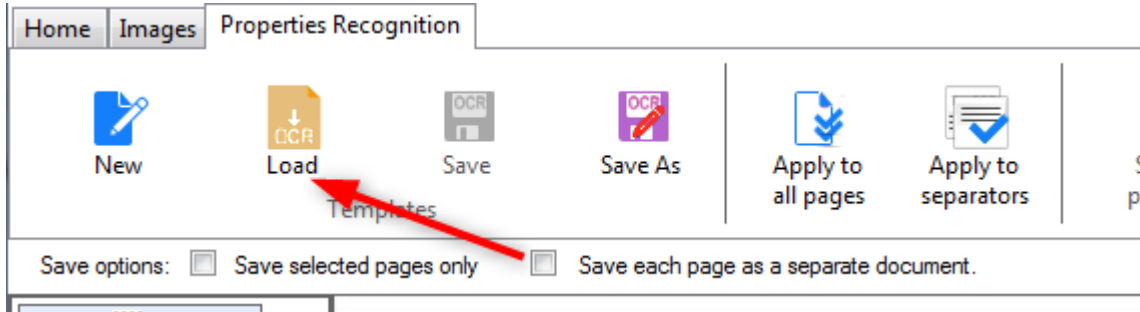 Home Images Properties Recognition
OCR OCR OCR
New Load Save Save As Apply to all pages Apply to separators
Templates
Save options: Save selected pages only Save each page as a separate document.